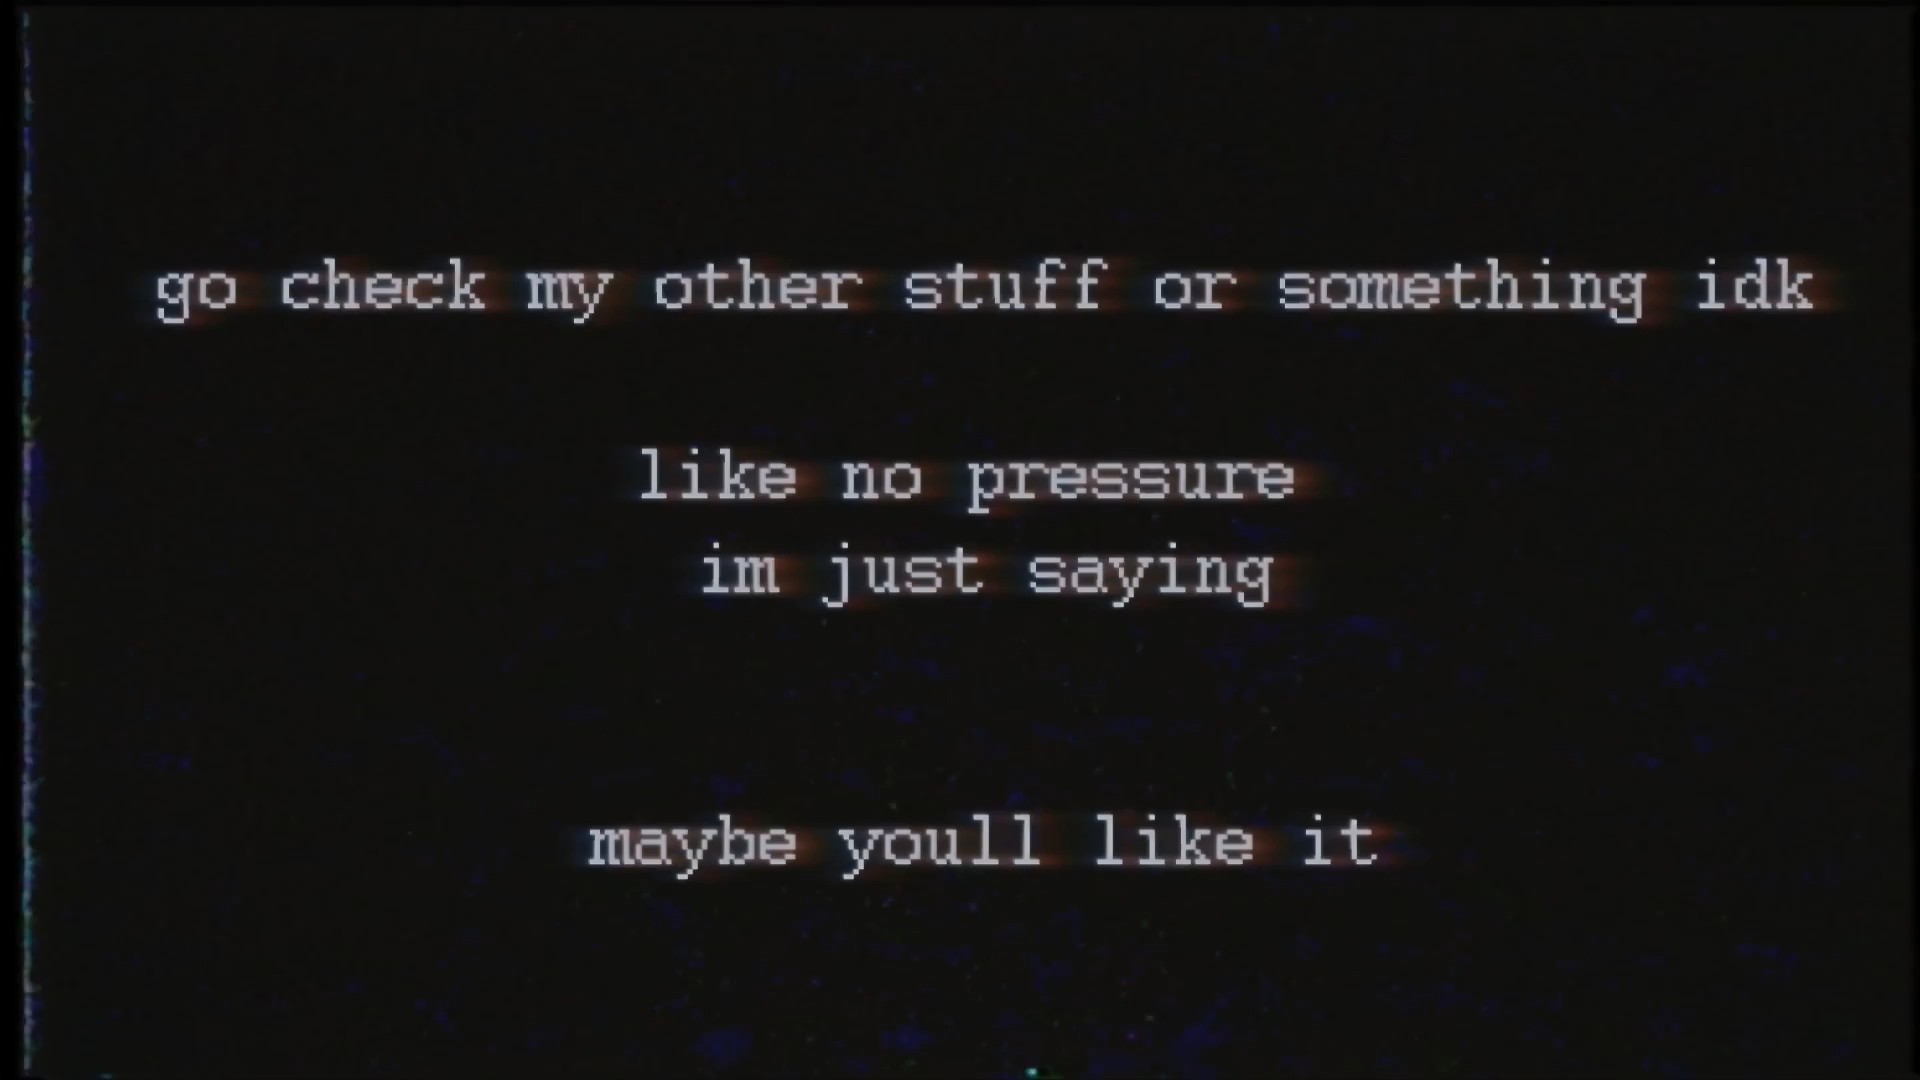 go check my other stuff or something idk
like no pressure
im just saying
maybe youll like it